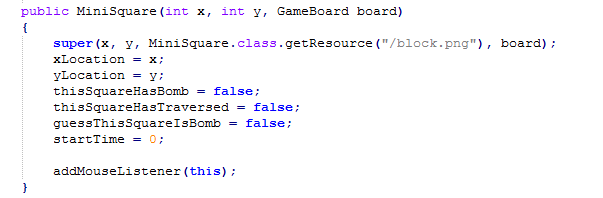 public MiniSquare(int x, int y, GameBoard board)
{
    super(x, y, MiniSquare.class.getResource("/block.png"), board);
    xLocation = x;
    yLocation = y;
    thisSquareHasBomb = false;
    thisSquareHasTraversed = false;
    guessThisSquareIsBomb = false;
    startTime = 0;

    addMouseListener(this);
}